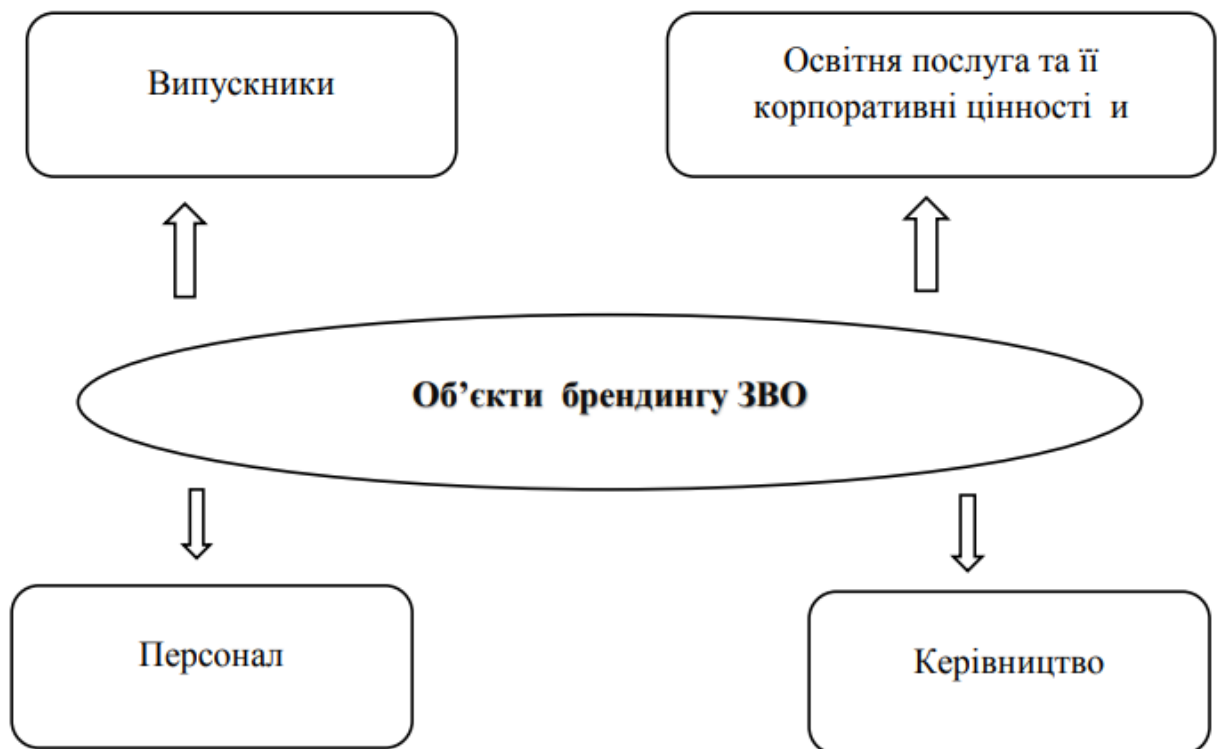 Випускники
Освітня послуга та її
корпоративні цінності и
Об’єкти брендингу ЗВО
Персонал
Керівництво